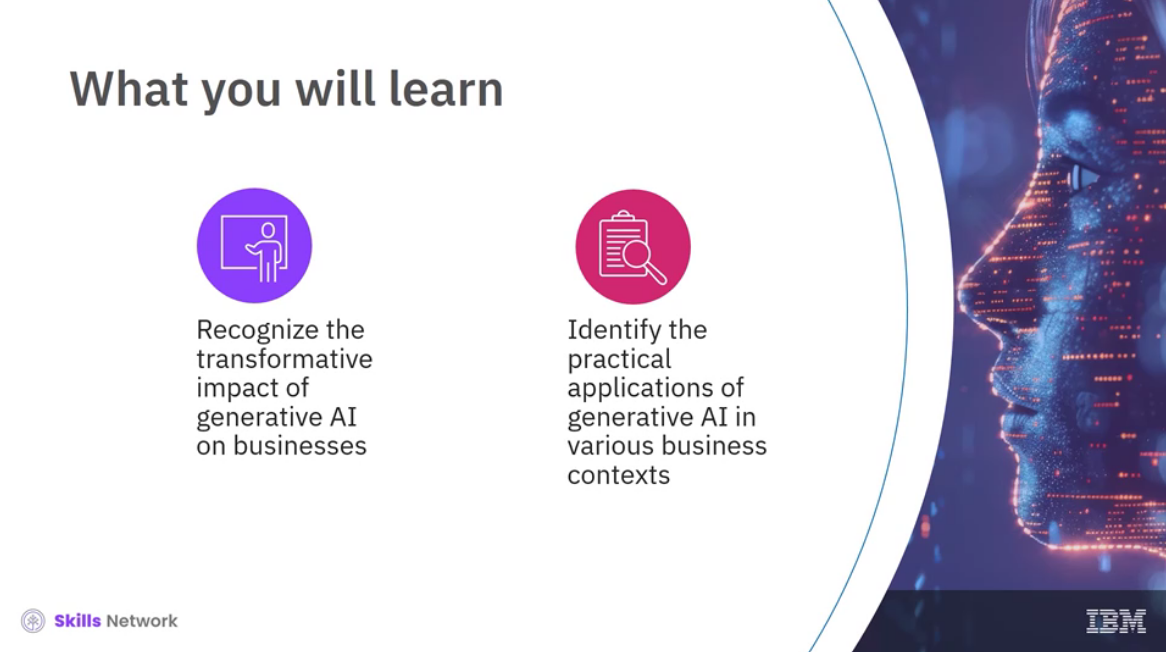 What you will learn
Recognize the
transformative
impact of
generative AI
on businesses
Identify the
practical
applications of
generative AI in
various business
contexts
Skills Network
IBM